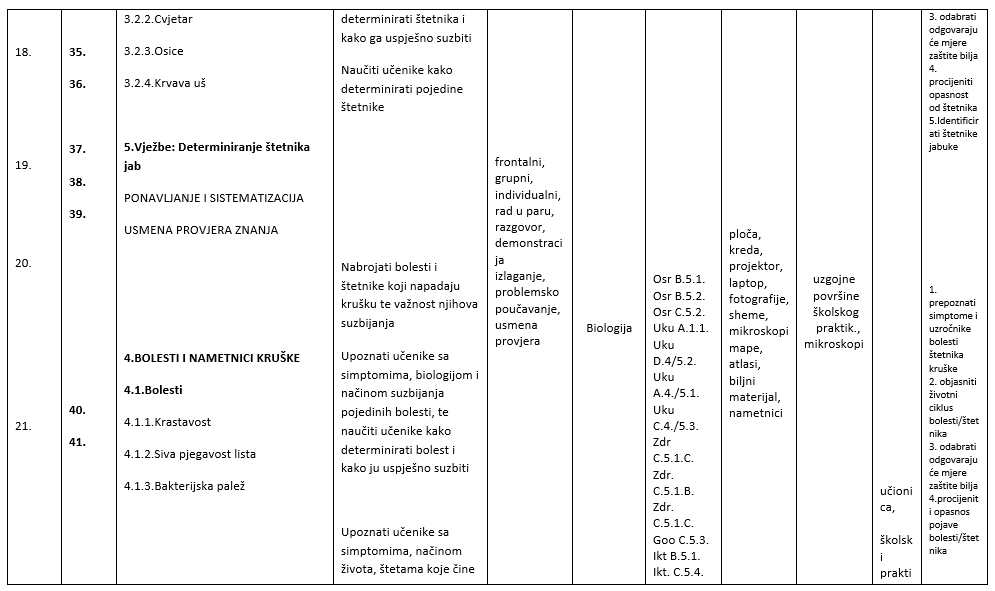 18.
19.
20.
21.
35.
36.
37.
38.
39.
40.
41.
3.2.2.Cvjetar
3.2.3.Osice
3.2.4.Krvava uš
5.Vježbe: Determiniranje štetnika
jab
PONAVLJANJE I SISTEMATIZACIJA
USMENA PROVJERA ZNANJA
4.BOLESTI I NAMETNICI KRUŠKE
4.1.Bolesti
4.1.1.Krastavost
4.1.2.Siva pjegavost lista
4.1.3.Bakterijska palež
determinirati štetnika i
kako ga uspješno suzbiti
Naučiti učenike kako
determinirati pojedine
štetnike
Nabrojati bolesti i
štetnike koji napadaju
krušku te važnost njihova
suzbijanja
Upoznati učenike sa
simptomima, biologijom i
načinom suzbijanja
pojedinih bolesti, te
naučiti učenike kako
determinirati bolest i
kako ju uspješno suzbiti
Upoznati učenike sa
simptomima, načinom
života, štetama koje čine
frontalni,
grupni,
individualni,
rad u paru,
razgovor,
demonstraci
ja
izlaganje,
problemsko
poučavanje,
usmena
provjera
Biologija
Osr B.5.1.
Osr B.5.2.
Osr C.5.2.
Uku A.1.1.
Uku
D.4/5.2.
Uku
A.4./5.1.
Uku
C.4./5.3.
Zdr
C.5.1.C.
Zdr.
C.5.1.B.
Zdr.
C.5.1.C.
Goo C.5.3.
Ikt B.5.1.
Ikt. C.5.4.
ploča,
kreda,
projektor,
laptop,
fotografije,
sheme,
mikroskopi
mape,
atlasi,
biljni
materijal,
nametnici
uzgojne
površine
školskog
praktik.,
mikroskopi
učioni
ca,
školsk
i
prakti
3. odabrati
odgovaraju
će mjere
zaštite bilja
4.
procijeniti
opasnost
od štetnika
5.Identificir
ati štetnike
jabuke
1.
prepoznati
simptome i
uzročnike
bolesti
štetnika
kruške
2. objasniti
životni
ciklus
bolesti/štet
nika
3. odabrati
odgovaraju
će mjere
zaštite bilja
4.procijenit
i opasnos
pojave
bolesti/štet
nika